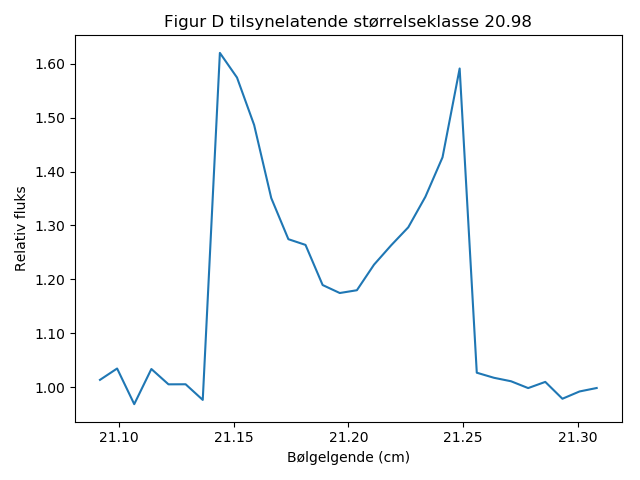 Figur D tilsynelatende størrelseklasse 20.98
1.60
1.50
1.40
1.30
1.20
1.10
1.00
Relativ fluks
21.10 21.15 21.20 21.25 21.30
Bølgelgende (cm)